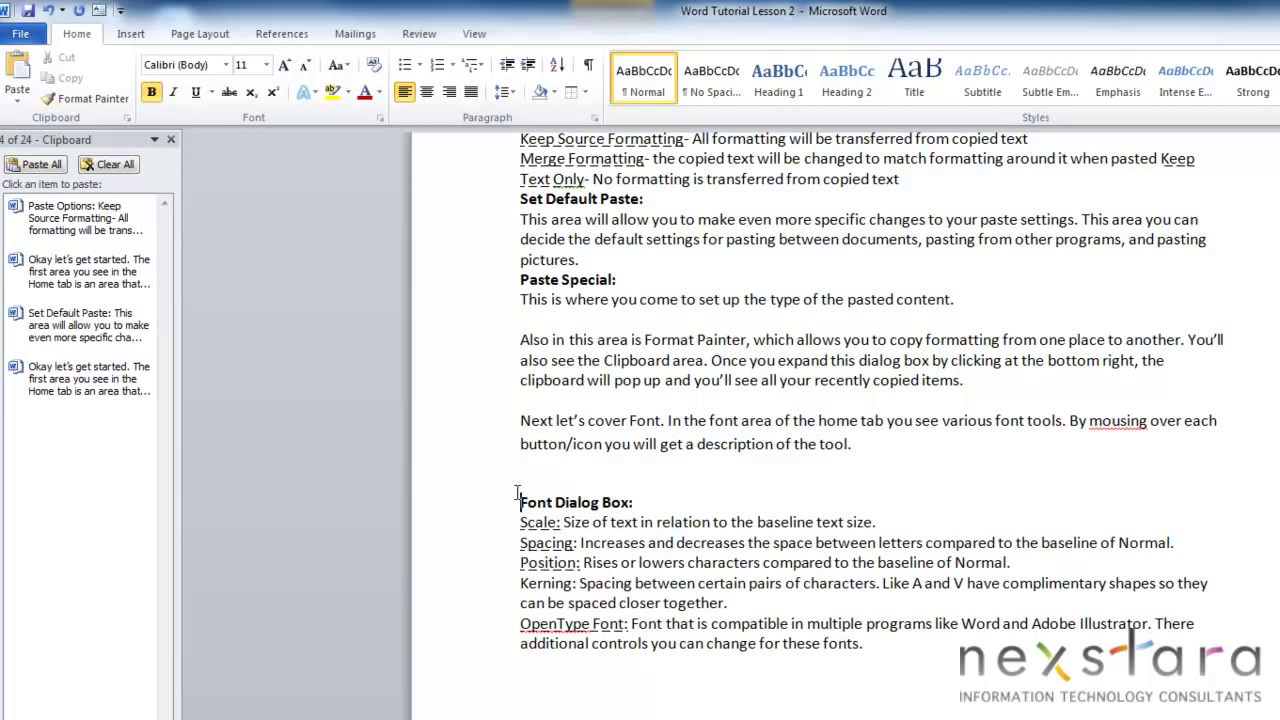 Word Tutorial Lesson 2 - Microsoft Word
File Home Insert Page Layout References Mailings Review View
Cut
Copy
Format Painter
Paste
Calibri (Body) 11
AaBbCcDc AaBbCcDc AaBbC AaBbCc AaB AaBbCc. AaBbCcDc AaBbCcDc AaBbCcDc AaBbCcDc
¶ Normal ¶ No Spaci... Heading 1 Heading 2 Title Subtitle Subtle Em... Emphasis Intense E... Strong
Clipboard Font Paragraph Styles
4 of 24 - Clipboard
Paste All Clear All
Click an item to paste:
Paste Options: Keep
Source Formatting- All
formatting will be trans...
Okay let's get started. The
first area you see in the
Home tab is an area that...
Set Default Paste: This
area will allow you to make
even more specific cha...
Okay let's get started. The
first area you see in the
Home tab is an area that...
Keep Source Formatting- All formatting will be transferred from copied text
Merge Formatting- the copied text will be changed to match formatting around it when pasted Keep
Text Only- No formatting is transferred from copied text
Set Default Paste:
This area will allow you to make even more specific changes to your paste settings. This area you can
decide the default settings for pasting between documents, pasting from other programs, and pasting
pictures.
Paste Special:
This is where you come to set up the type of the pasted content.
Also in this area is Format Painter, which allows you to copy formatting from one place to another. You'll
also see the Clipboard area. Once you expand this dialog box by clicking at the bottom right, the
clipboard will pop up and you'll see all your recently copied items.
Next let's cover Font. In the font area of the home tab you see various font tools. By mousing over each
button/icon you will get a description of the tool.
Font Dialog Box:
Scale: Size of text in relation to the baseline text size.
Spacing: Increases and decreases the space between letters compared to the baseline of Normal.
Position: Rises or lowers characters compared to the baseline of Normal.
Kerning: Spacing between certain pairs of characters. Like A and V have complimentary shapes so they
can be spaced closer together.
OpenType Font: Font that is compatible in multiple programs like Word and Adobe Illustrator. There
additional controls you can change for these fonts.
nexstara
INFORMATION TECHNOLOGY CONSULTANTS